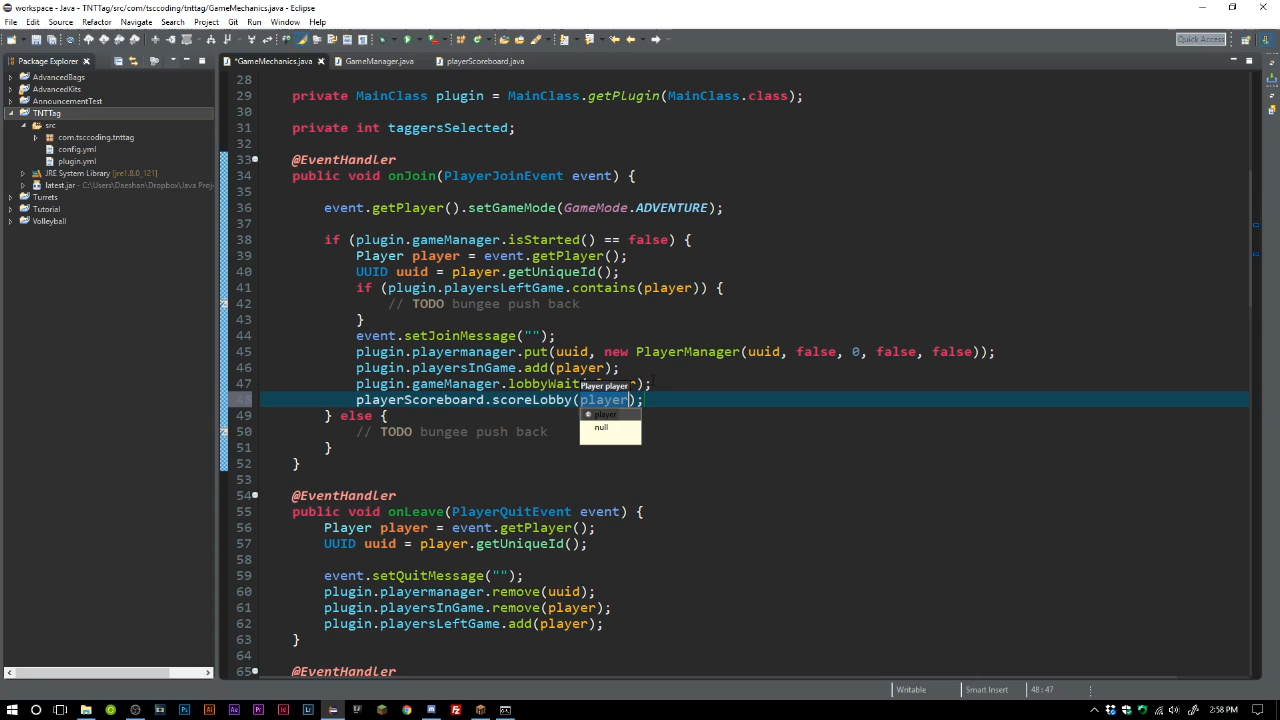 workspace - Java - TNTTag/src/com/tsccoding/tnttag/GameMechanics.java - Eclipse
File Edit Source Refactor Navigate Search Project Git Run Window Help
Quick Access
Package Explorer
*GameMechanics.java GameManager.java playerScoreboard.java
AdvancedBags
AdvancedKits
AnnouncementTest
TNTTag
src
com.tsccoding.tnttag
config.yml
plugin.yml
JRE System Library [jre1.8.0_121]
latest.jar - C:\Users\Daeshan\Dropbox\Java Proj
Turrets
Tutorial
Volleyball
28
29 private MainClass plugin = MainClass.getPlugin(MainClass.class);
30
31 private int taggersSelected;
32
33 @EventHandler
34 public void onJoin(PlayerJoinEvent event) {
35
36 event.getPlayer().setGameMode(GameMode.ADVENTURE);
37
38 if (plugin.gameManager.isStarted() == false) {
39 Player player = event.getPlayer();
40 UUID uuid = player.getUniqueId();
41 if (plugin.playersLeftGame.contains(player)) {
42 // TODO bungee push back
43 }
44 event.setJoinMessage("");
45 plugin.playermanager.put(uuid, new PlayerManager(uuid, false, 0, false, false));
46 plugin.playersInGame.add(player);
47 plugin.gameManager.lobbyWait(player);
Player player
48 playerScoreboard.scoreLobby(player);
player
null
49 } else {
50 // TODO bungee push back
51 }
52 }
53
54 @EventHandler
55 public void onLeave(PlayerQuitEvent event) {
56 Player player = event.getPlayer();
57 UUID uuid = player.getUniqueId();
58
59 event.setQuitMessage("");
60 plugin.playermanager.remove(uuid);
61 plugin.playersInGame.remove(player);
62 plugin.playersLeftGame.add(player);
63 }
64
65 @EventHandler
Writable Smart Insert 48 : 47
2:58 PM